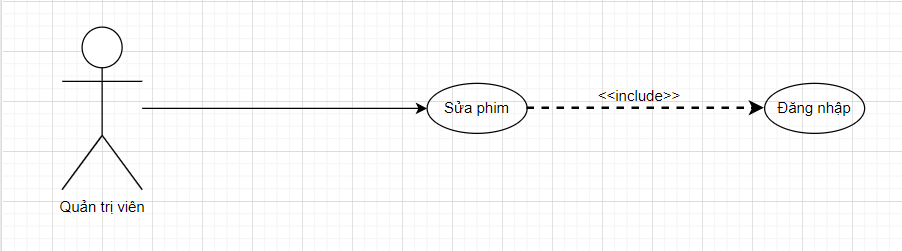 <<include>>
Sửa phim
Đăng nhập
Quản trị viên